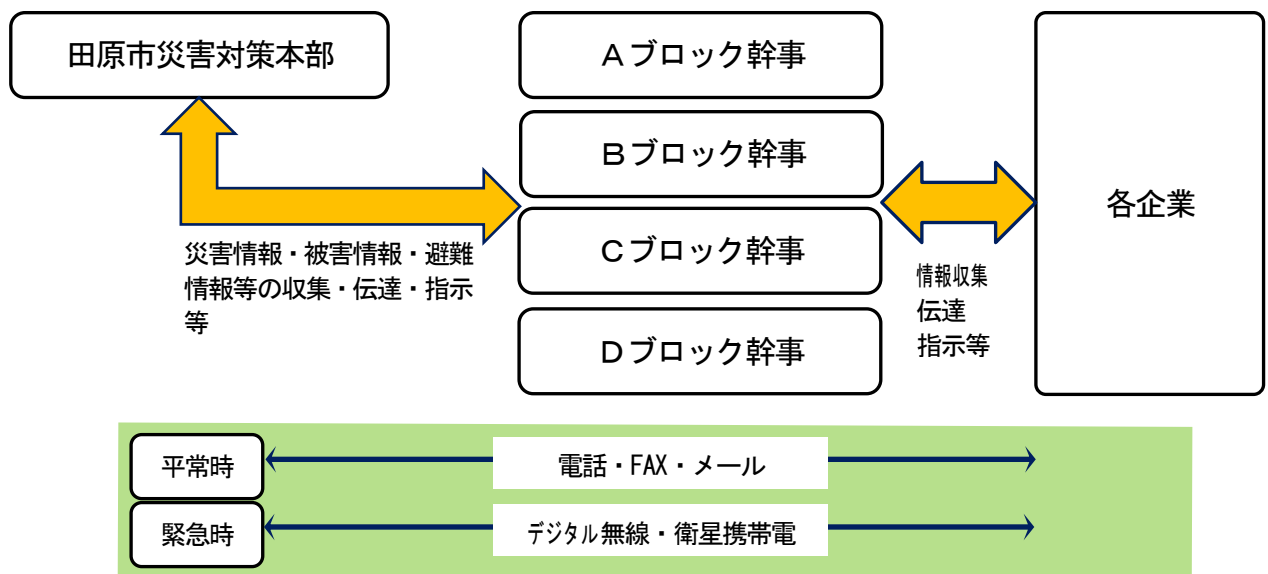 田原市災害対策本部
Aブロック幹事
Bブロック幹事
Cブロック幹事
Dブロック幹事
各企業
災害情報・被害情報・避難
情報等の収集・伝達・指示
等
情報収集
伝達
指示等
平常時
電話・FAX・メール
緊急時
デジタル無線・衛星携帯電